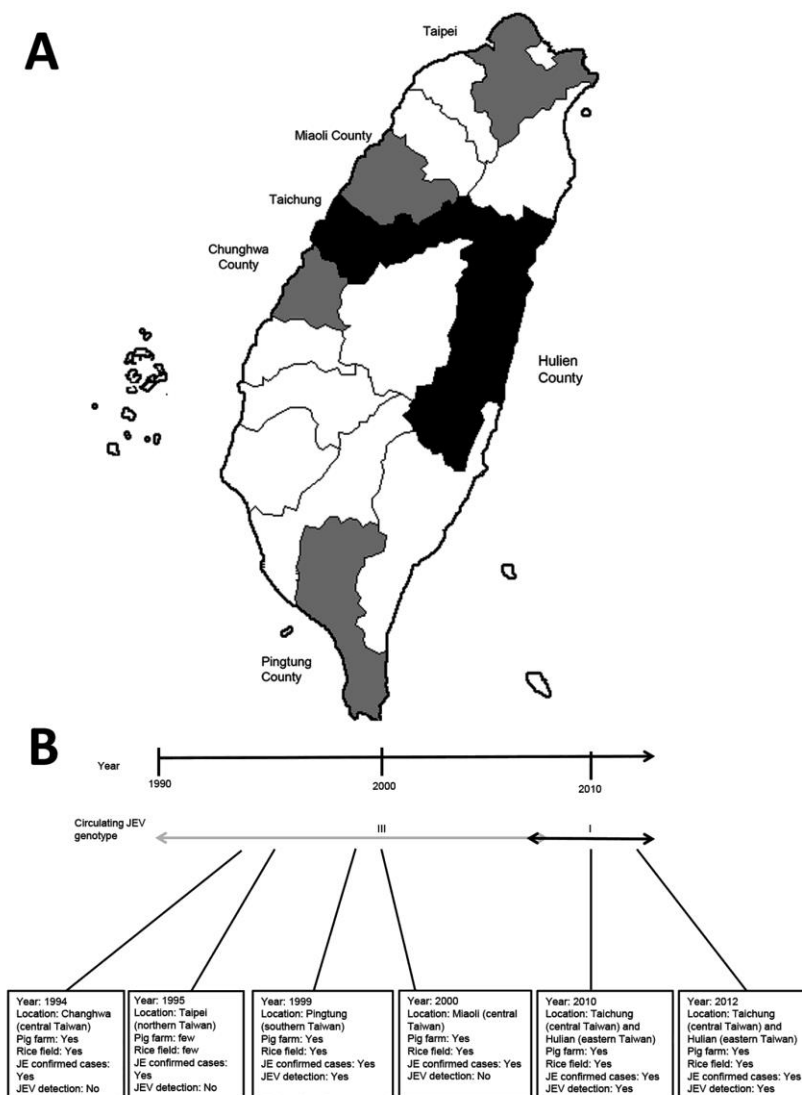 A
Taipei
Miaoli County
Taichung
Chunghwa
County
Hulien
County
Pingtung
County
B
Year
1990
2000
2010
Circulating JEV
genotype
III
I
Year: 1994
Location: Changhwa
(central Taiwan)
Pig farm: Yes
Rice field: Yes
JE confirmed cases:
Yes
JEV detection: No
Year: 1995
Location: Taipei
(northern Taiwan)
Pig farm: few
Rice field: few
JE confirmed cases:
Yes
JEV detection: No
Year: 1999
Location: Pingtung
(southern Taiwan)
Pig farm: Yes
Rice field: Yes
JE confirmed cases: Yes
JEV detection: Yes
Year: 2000
Location: Miaoli (central
Taiwan)
Pig farm: Yes
Rice field: Yes
JE confirmed cases: Yes
JEV detection: No
Year: 2010
Location: Taichung
(central Taiwan) and
Hulian (eastern Taiwan)
Pig farm: Yes
Rice field: Yes
JE confirmed cases: Yes
JEV detection: Yes
Year: 2012
Location: Taichung
(central Taiwan) and
Hulian (eastern Taiwan)
Pig farm: Yes
Rice field: Yes
JE confirmed cases: Yes
JEV detection: Yes